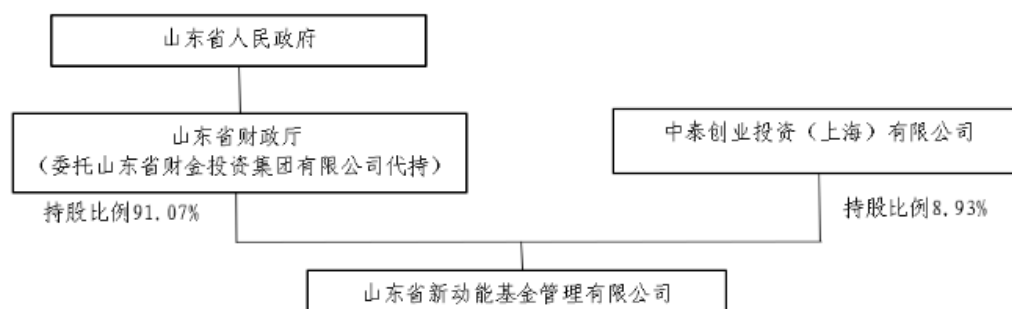 山东省人民政府
山东省财政厅
（委托山东省财金投资集团有限公司代持）
中泰创业投资（上海）有限公司
持股比例91.07%
持股比例8.93%
山东省新动能基金管理有限公司